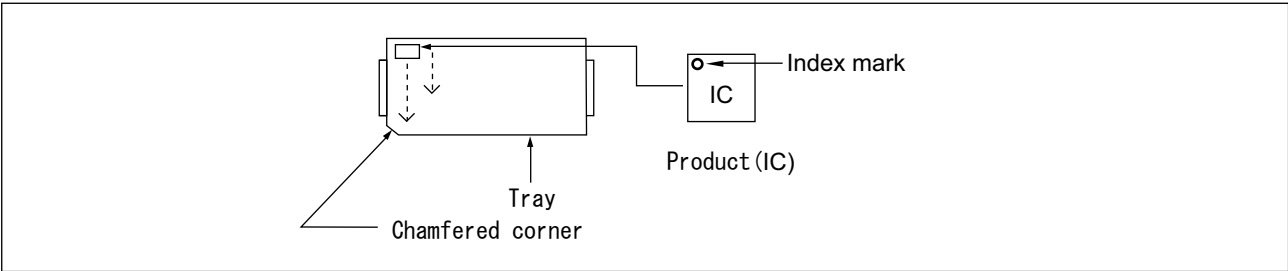 Index mark
IC
Product(IC)
Tray
Chamfered corner